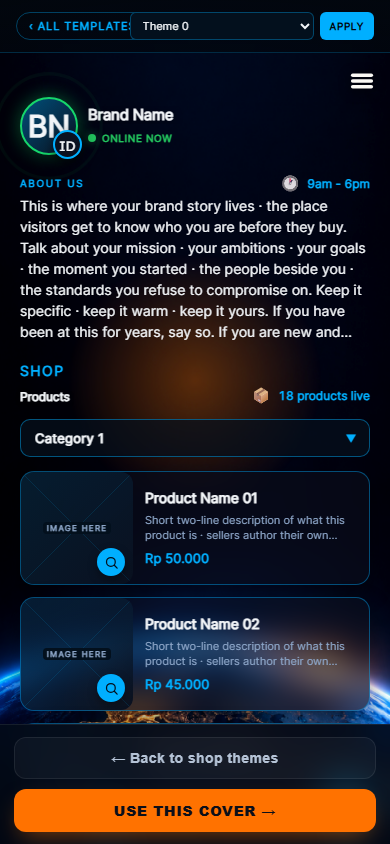 ‹ ALL TEMPLATES
Theme 0
APPLY
BN
ID
Brand Name
ONLINE NOW
ABOUT US
9am - 6pm
This is where your brand story lives · the place
visitors get to know who you are before they buy.
Talk about your mission · your ambitions · your goals
· the moment you started · the people beside you ·
the standards you refuse to compromise on. Keep it
specific · keep it warm · keep it yours. If you have
been at this for years, say so. If you are new and...
SHOP
Products
18 products live
Category 1
IMAGE HERE
Product Name 01
Short two-line description of what this
product is · sellers author their own...
Rp 50.000
IMAGE HERE
Product Name 02
Short two-line description of what this
product is · sellers author their own...
Rp 45.000
← Back to shop themes
USE THIS COVER →